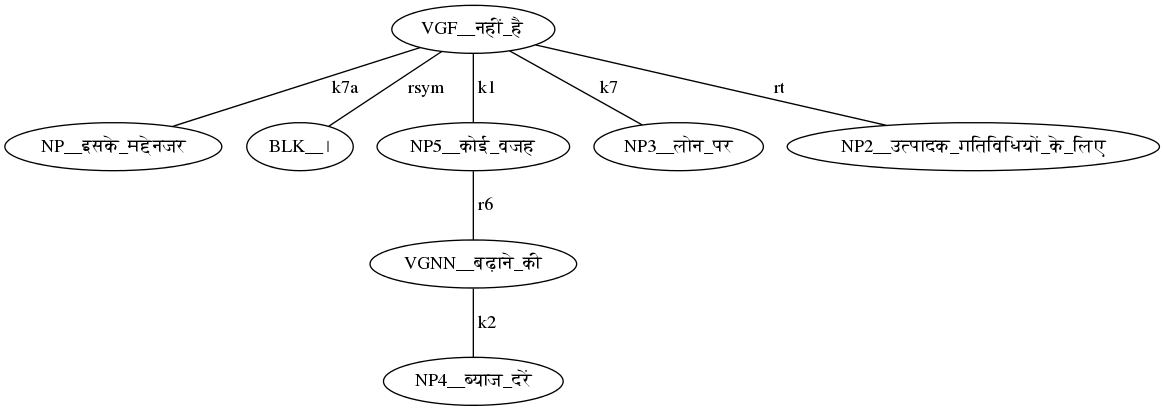 VGF__नहीं_है
k7a rsym k1 k7 rt
NP__इसके_मद्देनजर BLK__। NP5__कोई_वजह NP3__लोन_पर NP2__उत्पादक_गतिविधियों_के_लिए
r6
VGNN__बढ़ाने_की
k2
NP4__ब्याज_दरें